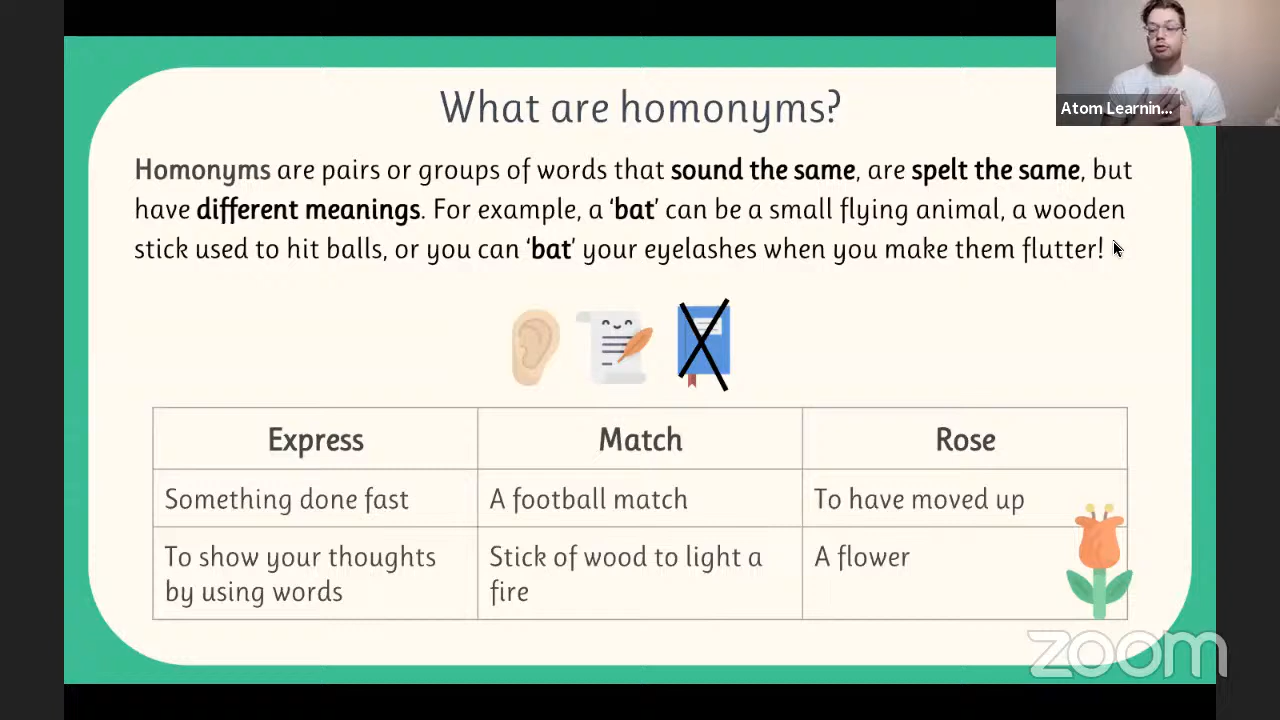 What are homonyms?
Atom Learnin...
Homonyms are pairs or groups of words that sound the same, are spelt the same, but
have different meanings. For example, a ‘bat’ can be a small flying animal, a wooden
stick used to hit balls, or you can ‘bat’ your eyelashes when you make them flutter!
Express Match Rose
Something done fast A football match To have moved up
To show your thoughts Stick of wood to light a A flower
by using words fire
zoom